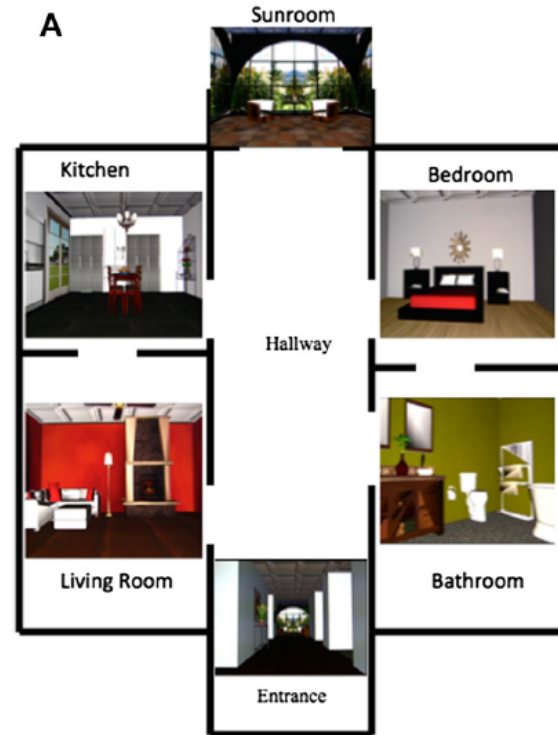 A
Sunroom
Kitchen
Bedroom
Hallway
Living Room
Bathroom
Entrance